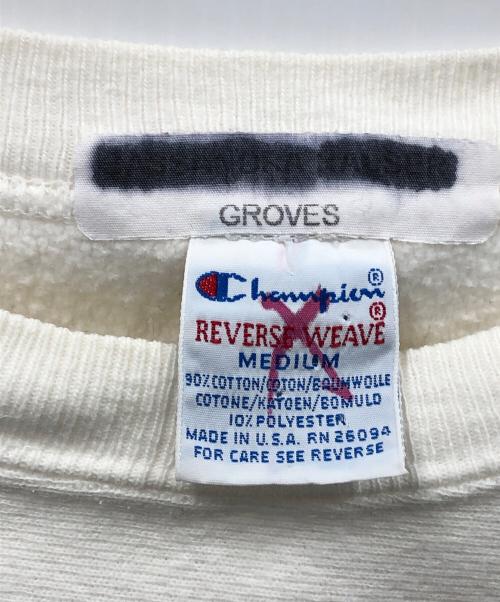 GROVES
Champion®
REVERSE WEAVE®
MEDIUM
90% COTTON/COTON/BAUMWOLLE
COTONE/KATOEN/BOMULD
10% POLYESTER
MADE IN U.S.A. RN 26094
FOR CARE SEE REVERSE